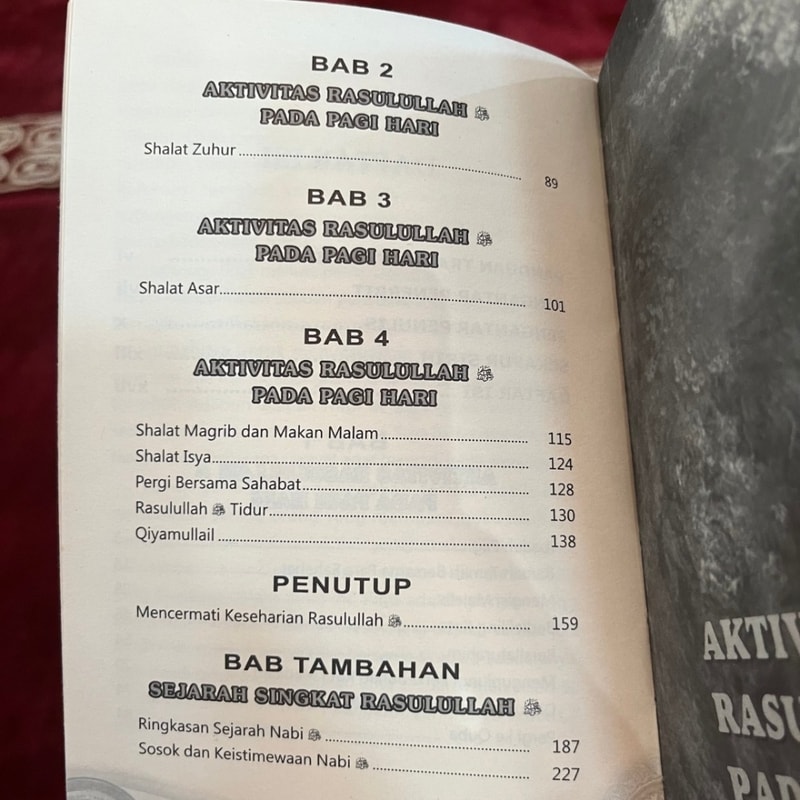 BAB 2
AKTIVITAS RASULULLAH ﷺ
PADA PAGI HARI
Shalat Zuhur 89
BAB 3
AKTIVITAS RASULULLAH ﷺ
PADA PAGI HARI
Shalat Asar 101
BAB 4
AKTIVITAS RASULULLAH ﷺ
PADA PAGI HARI
Shalat Magrib dan Makan Malam 115
Shalat Isya 124
Pergi Bersama Sahabat 128
Rasulullah ﷺ Tidur 130
Qiyamullail 138
PENUTUP
Mencermati Keseharian Rasulullah ﷺ 159
BAB TAMBAHAN
SEJARAH SINGKAT RASULULLAH ﷺ
Ringkasan Sejarah Nabi ﷺ 187
Sosok dan Keistimewaan Nabi ﷺ 227